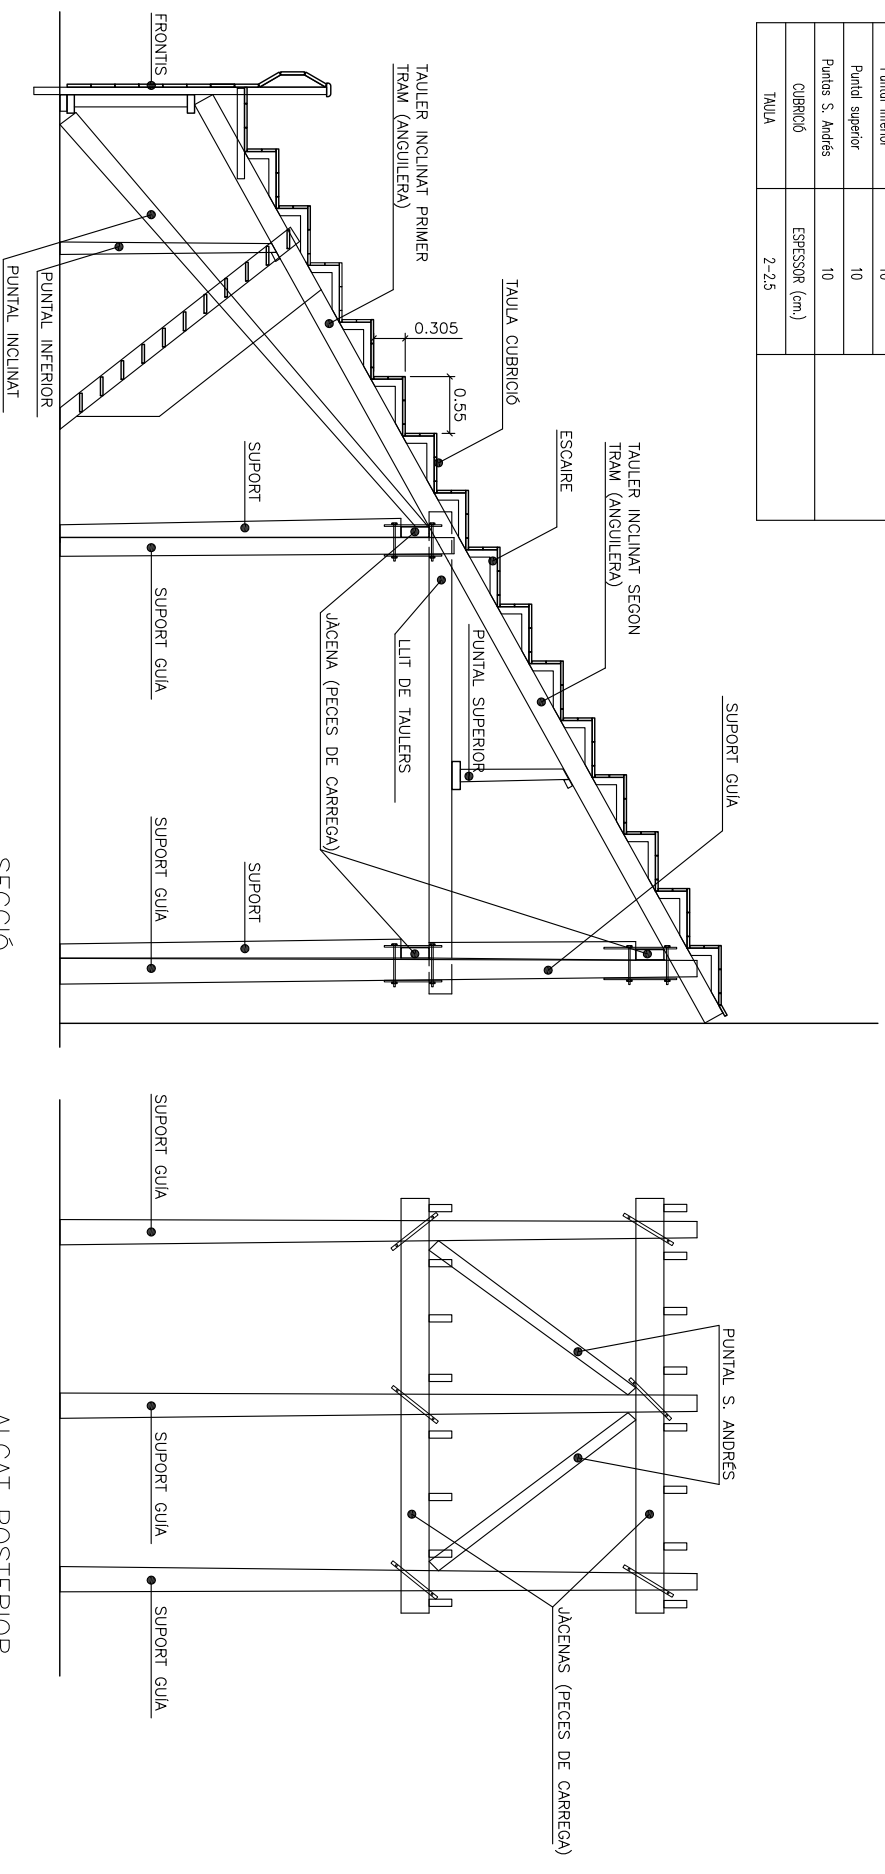 Puntal superior
10
Puntas S. Andrés
10
CUBRICIÓ
ESPESSOR (cm.)
TAULA
2-2.5
FRONTIS
TAULER INCLINAT PRIMER
TRAM (ANGUILERA)
TAULA CUBRICIÓ
0.305
0.55
ESCAIRE
TAULER INCLINAT SEGON
TRAM (ANGUILERA)
SUPORT GUÍA
PUNTAL SUPERIOR
LLIT DE TAULERS
JÀCENA (PECES DE CARREGA)
SUPORT
SUPORT GUÍA
SUPORT
SUPORT GUÍA
PUNTAL INFERIOR
PUNTAL INCLINAT
SECCIÓ
PUNTAL S. ANDRÉS
JÀCENAS (PECES DE CARREGA)
SUPORT GUÍA
SUPORT GUÍA
SUPORT GUÍA
ALÇAT POSTERIOR